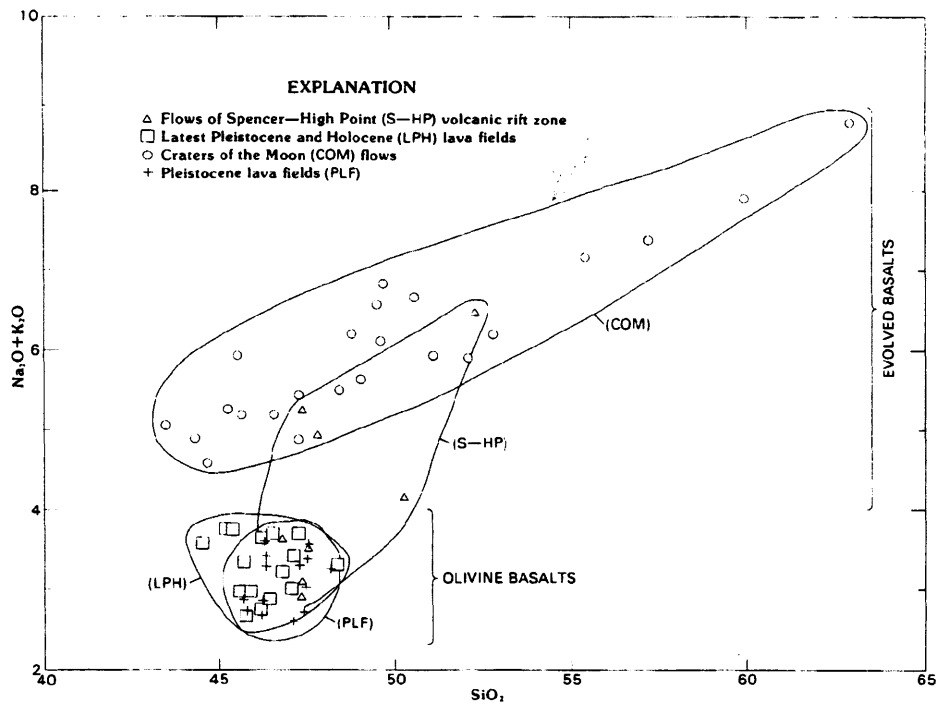 10
8
6
4
2
Na₂O+K₂O
EXPLANATION
△ Flows of Spencer—High Point (S—HP) volcanic rift zone
□ Latest Pleistocene and Holocene (LPH) lava fields
○ Craters of the Moon (COM) flows
+ Pleistocene lava fields (PLF)
(COM)
(S—HP)
(LPH)
(PLF)
EVOLVED BASALTS
OLIVINE BASALTS
40
45
50
55
60
65
SiO₂